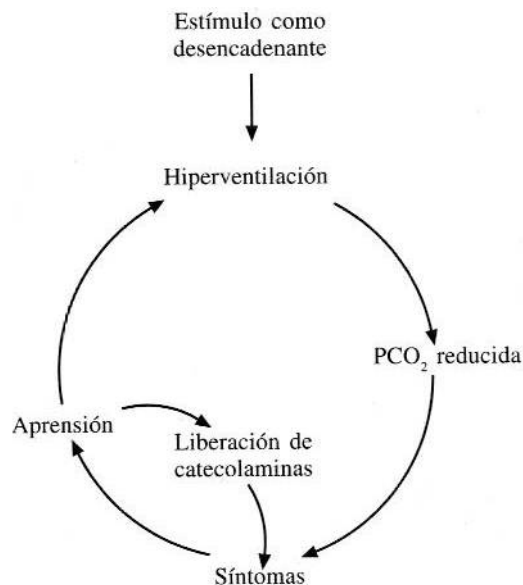 Estímulo como
desencadenante
Hiperventilación
PCO₂ reducida
Aprensión
Liberación de
catecolaminas
Síntomas